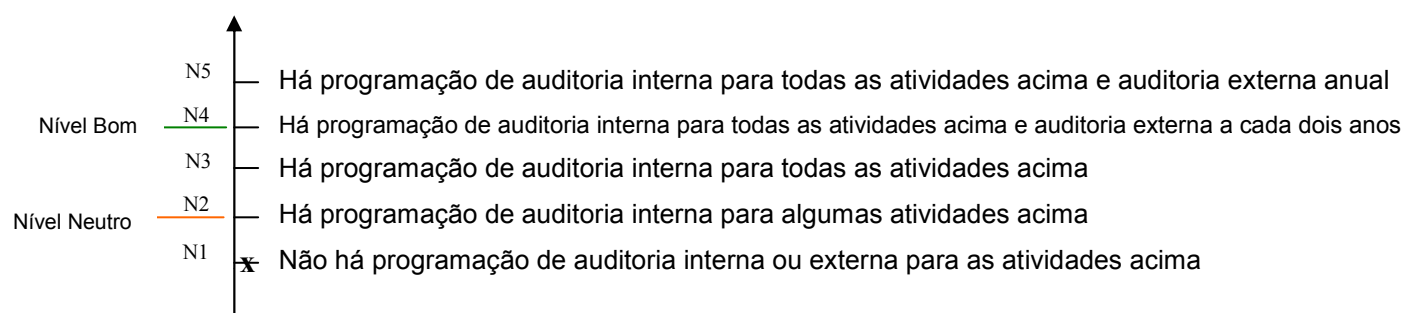 N5 Há programação de auditoria interna para todas as atividades acima e auditoria externa anual
Nível Bom N4 Há programação de auditoria interna para todas as atividades acima e auditoria externa a cada dois anos
N3 Há programação de auditoria interna para todas as atividades acima
Nível Neutro N2 Há programação de auditoria interna para algumas atividades acima
N1 x Não há programação de auditoria interna ou externa para as atividades acima